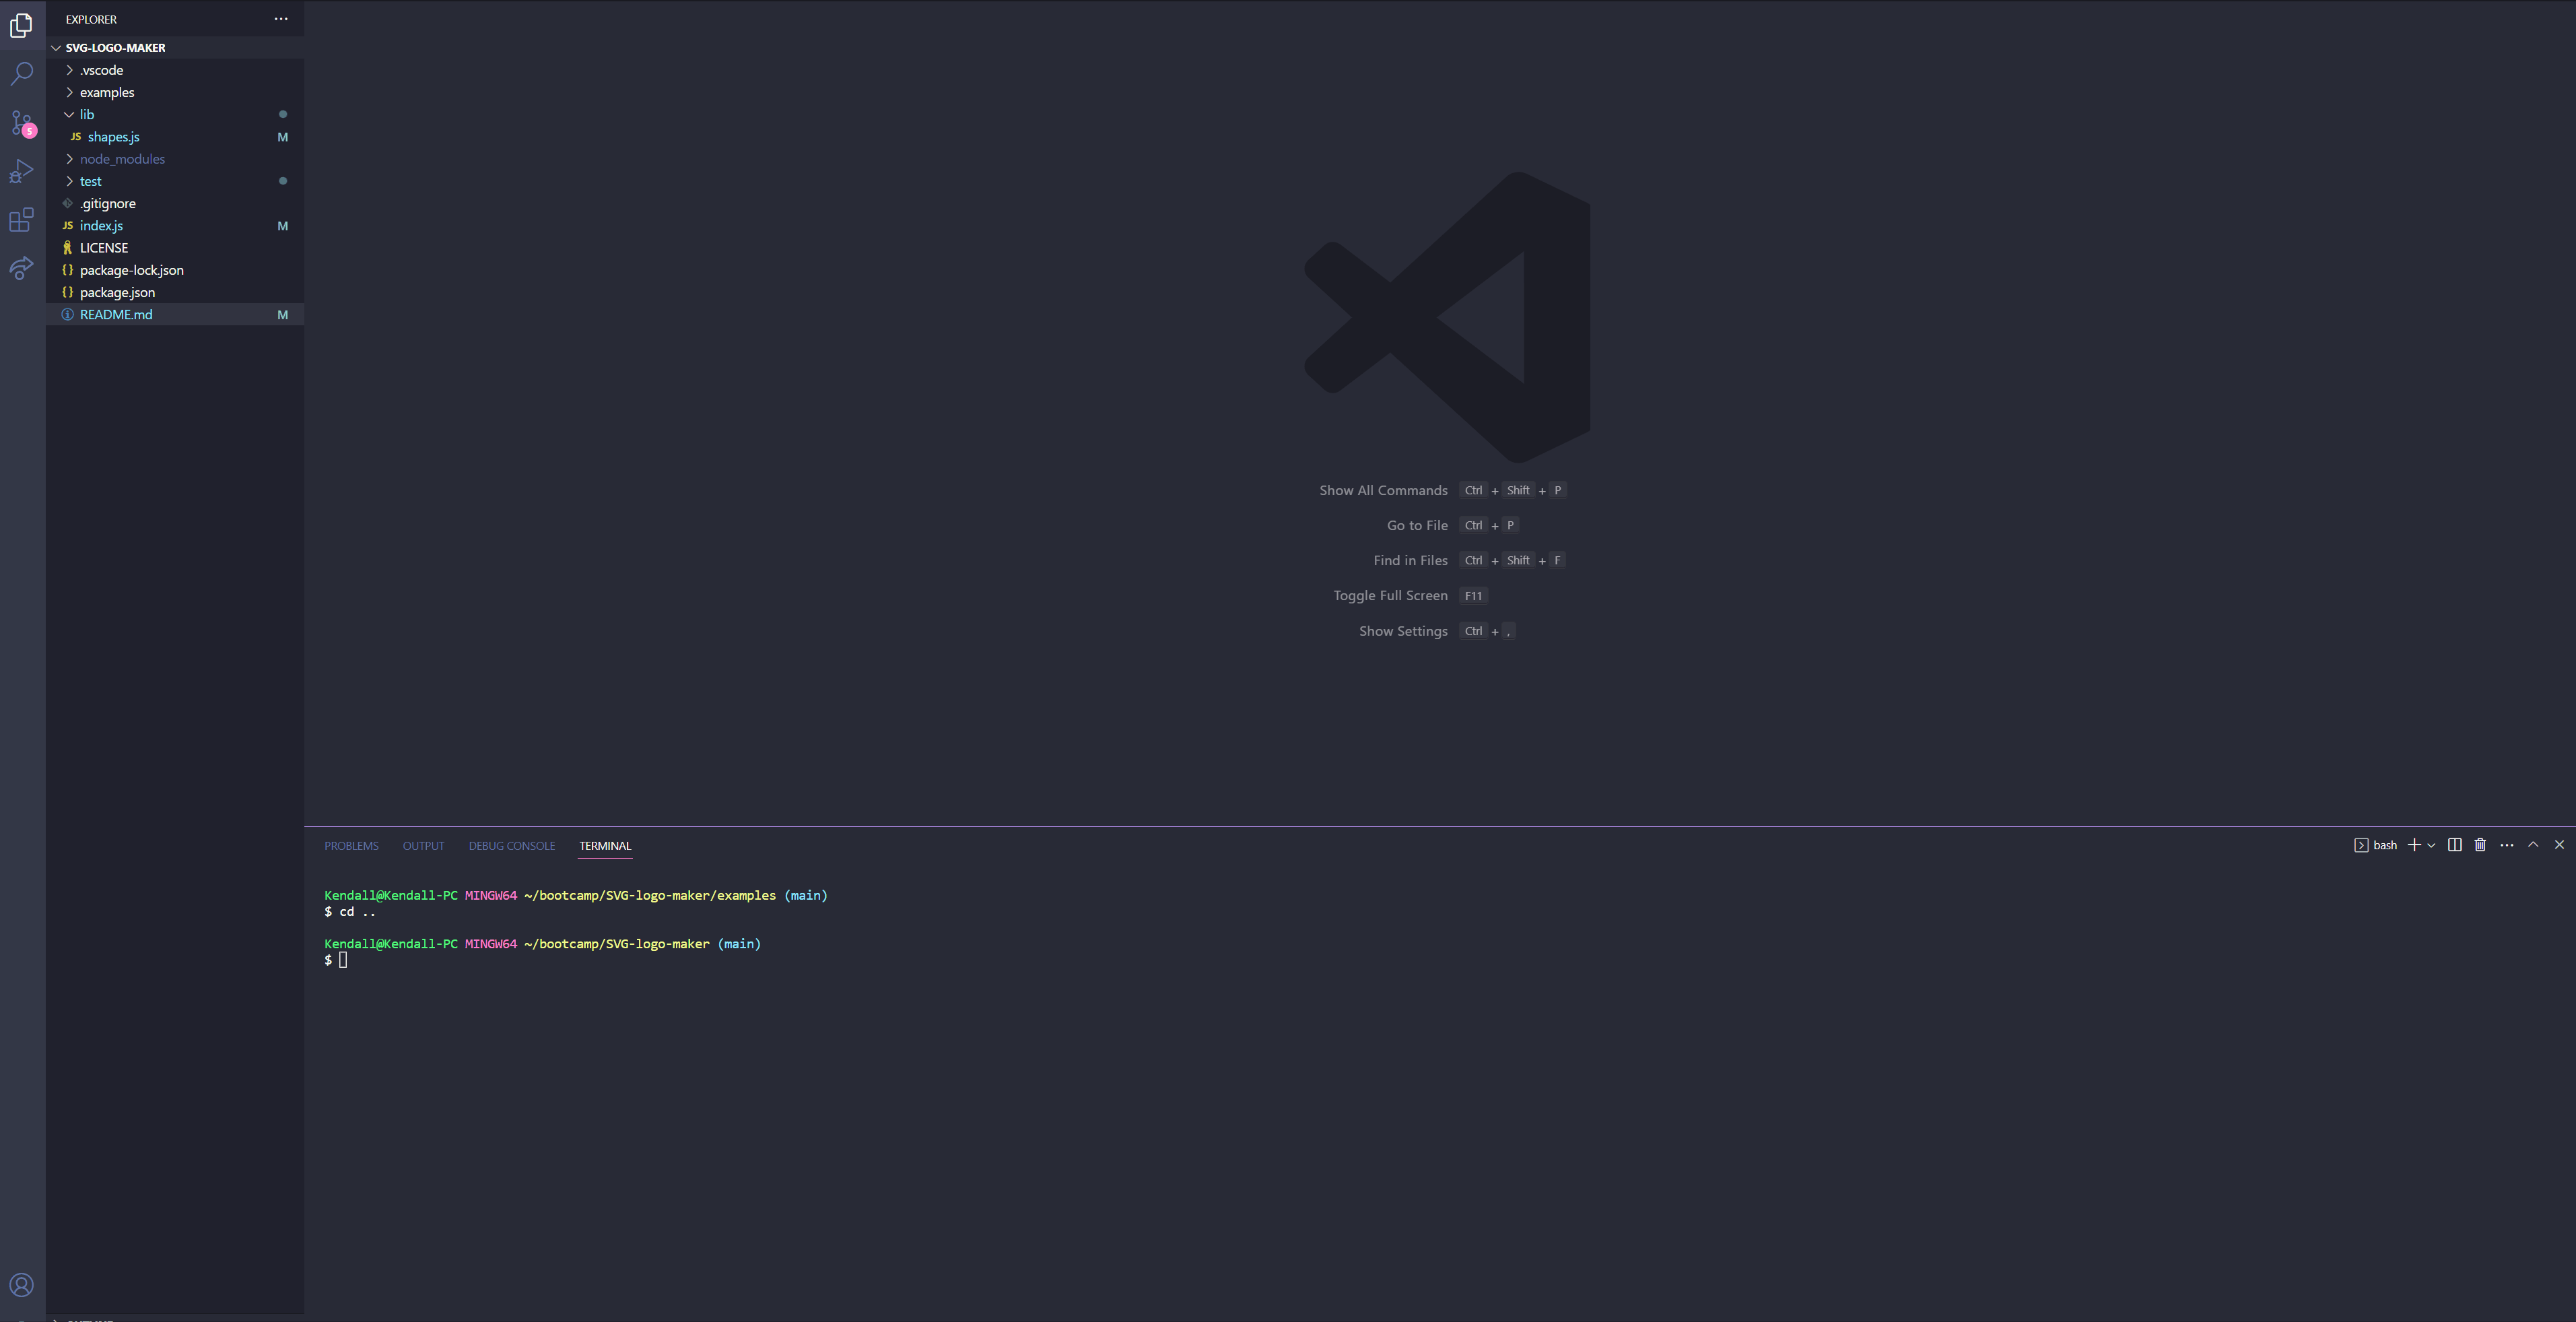 EXPLORER
SVG-LOGO-MAKER
.vscode
examples
lib
JS shapes.js M
node_modules
test
.gitignore
JS index.js M
LICENSE
{} package-lock.json
{} package.json
README.md M
5
Show All Commands Ctrl + Shift + P
Go to File Ctrl + P
Find in Files Ctrl + Shift + F
Toggle Full Screen F11
Show Settings Ctrl + ,
PROBLEMS OUTPUT DEBUG CONSOLE TERMINAL
bash
Kendall@Kendall-PC MINGW64 ~/bootcamp/SVG-logo-maker/examples (main)
$ cd ..
Kendall@Kendall-PC MINGW64 ~/bootcamp/SVG-logo-maker (main)
$